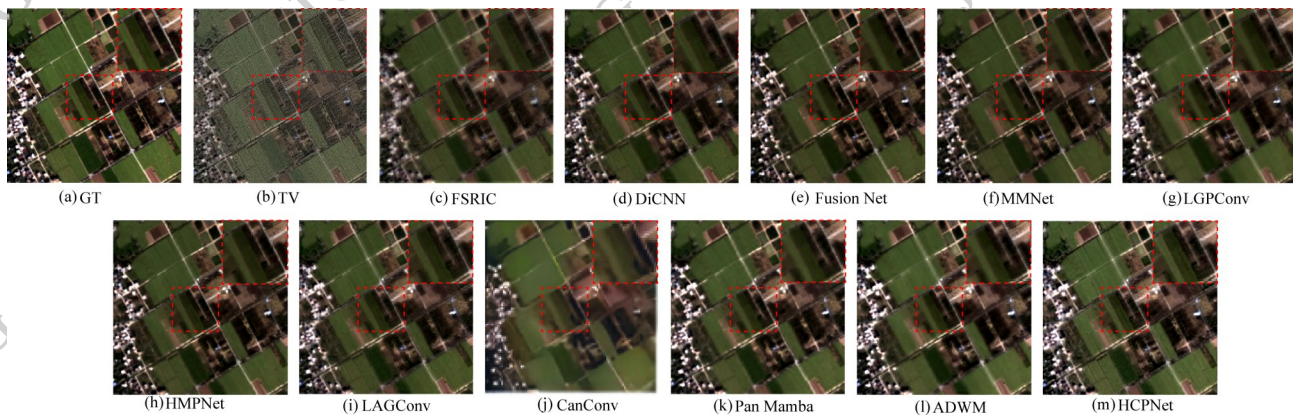 (a) GT (b) TV (c) FSRIC (d) DiCNN (e) Fusion Net (f) MMNet (g) LGPConv
(h) HMPNet (i) LAGConv (j) CanConv (k) Pan Mamba (l) ADWM (m) HCPNet